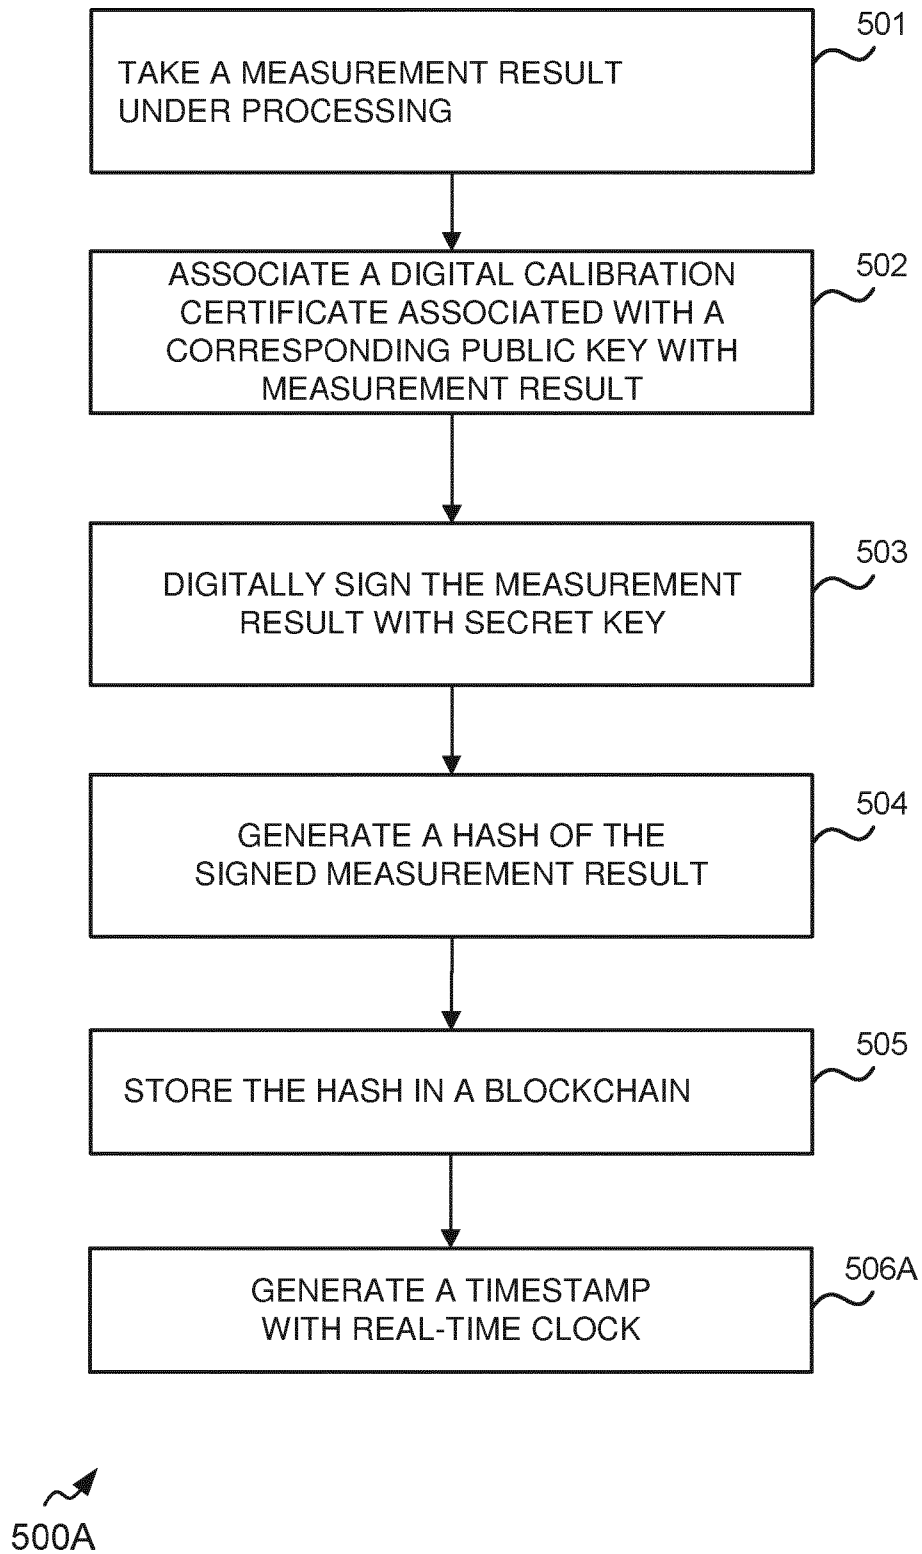 501
TAKE A MEASUREMENT RESULT
UNDER PROCESSING
502
ASSOCIATE A DIGITAL CALIBRATION
CERTIFICATE ASSOCIATED WITH A
CORRESPONDING PUBLIC KEY WITH
MEASUREMENT RESULT
503
DIGITALLY SIGN THE MEASUREMENT
RESULT WITH SECRET KEY
504
GENERATE A HASH OF THE
SIGNED MEASUREMENT RESULT
505
STORE THE HASH IN A BLOCKCHAIN
506A
GENERATE A TIMESTAMP
WITH REAL-TIME CLOCK
500A